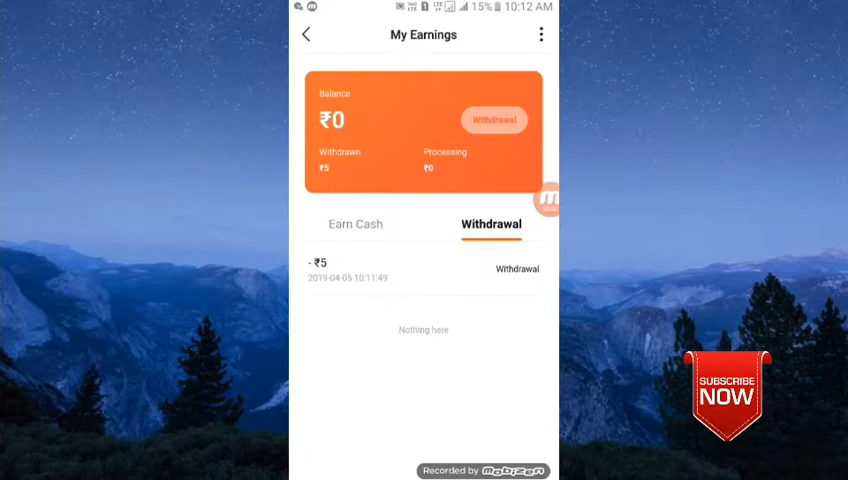 15% 10:12 AM
My Earnings
Balance
₹0
Withdrawal
Withdrawn
Processing
₹5
₹0
Earn Cash
Withdrawal
- ₹5
2019-04-05 10:11:49
Withdrawal
Nothing here
SUBSCRIBE
NOW
Recorded by mobizen